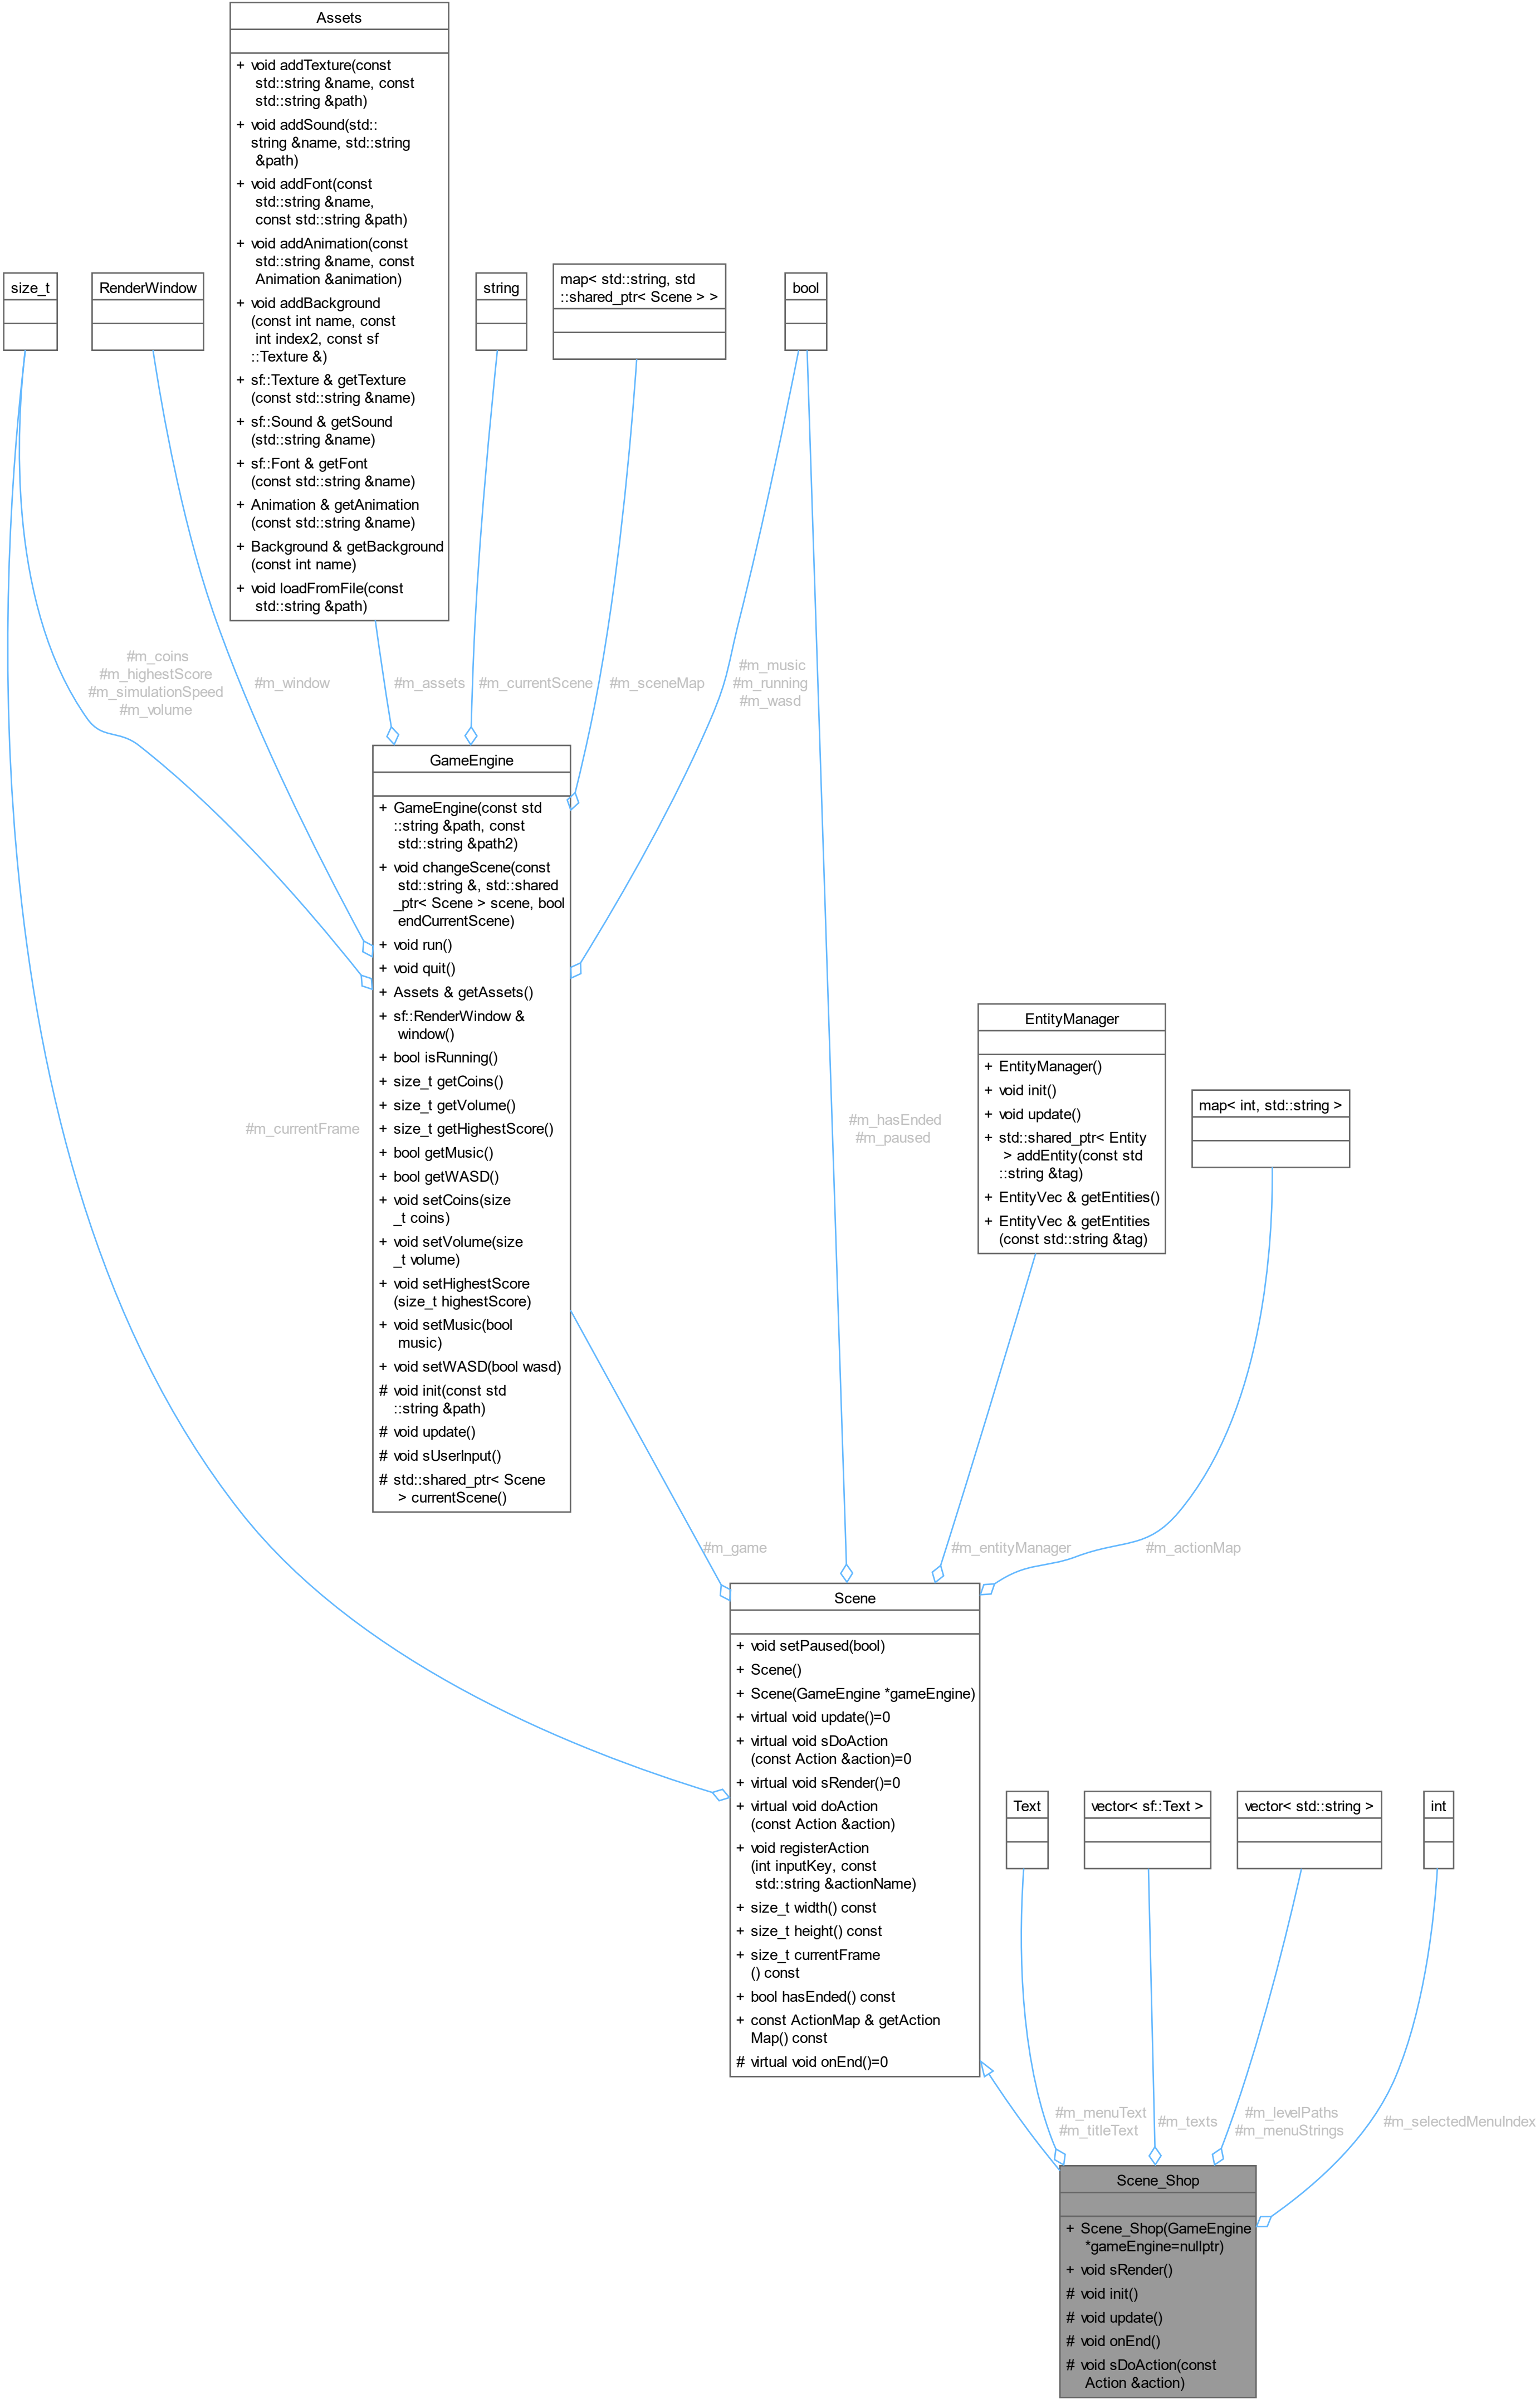 Assets
+ void addTexture(const
std::string &name, const
std::string &path)
+ void addSound(std::
string &name, std::string
&path)
+ void addFont(const
std::string &name,
const std::string &path)
+ void addAnimation(const
std::string &name, const
Animation &animation)
+ void addBackground
(const int name, const
int index2, const sf
::Texture &)
+ sf::Texture & getTexture
(const std::string &name)
+ sf::Sound & getSound
(std::string &name)
+ sf::Font & getFont
(const std::string &name)
+ Animation & getAnimation
(const std::string &name)
+ Background & getBackground
(const int name)
+ void loadFromFile(const
std::string &path)
size_t
RenderWindow
string
map< std::string, std
::shared_ptr< Scene > >
bool
#m_coins
#m_highestScore
#m_simulationSpeed
#m_volume
#m_window
#m_assets
#m_currentScene
#m_sceneMap
#m_music
#m_running
#m_wasd
GameEngine
+ GameEngine(const std
::string &path, const
std::string &path2)
+ void changeScene(const
std::string &, std::shared
_ptr< Scene > scene, bool
endCurrentScene)
+ void run()
+ void quit()
+ Assets & getAssets()
+ sf::RenderWindow &
window()
+ bool isRunning()
+ size_t getCoins()
+ size_t getVolume()
+ size_t getHighestScore()
+ bool getMusic()
+ bool getWASD()
+ void setCoins(size
_t coins)
+ void setVolume(size
_t volume)
+ void setHighestScore
(size_t highestScore)
+ void setMusic(bool
music)
+ void setWASD(bool wasd)
# void init(const std
::string &path)
# void update()
# void sUserInput()
# std::shared_ptr< Scene
> currentScene()
#m_currentFrame
#m_hasEnded
#m_paused
EntityManager
+ EntityManager()
+ void init()
+ void update()
+ std::shared_ptr< Entity
> addEntity(const std
::string &tag)
+ EntityVec & getEntities()
+ EntityVec & getEntities
(const std::string &tag)
map< int, std::string >
#m_game
#m_entityManager
#m_actionMap
Scene
+ void setPaused(bool)
+ Scene()
+ Scene(GameEngine *gameEngine)
+ virtual void update()=0
+ virtual void sDoAction
(const Action &action)=0
+ virtual void sRender()=0
+ virtual void doAction
(const Action &action)
+ void registerAction
(int inputKey, const
std::string &actionName)
+ size_t width() const
+ size_t height() const
+ size_t currentFrame
() const
+ bool hasEnded() const
+ const ActionMap & getAction
Map() const
# virtual void onEnd()=0
Text
vector< sf::Text >
vector< std::string >
int
#m_menuText
#m_titleText
#m_texts
#m_levelPaths
#m_menuStrings
#m_selectedMenuIndex
Scene_Shop
+ Scene_Shop(GameEngine
*gameEngine=nullptr)
+ void sRender()
# void init()
# void update()
# void onEnd()
# void sDoAction(const
Action &action)